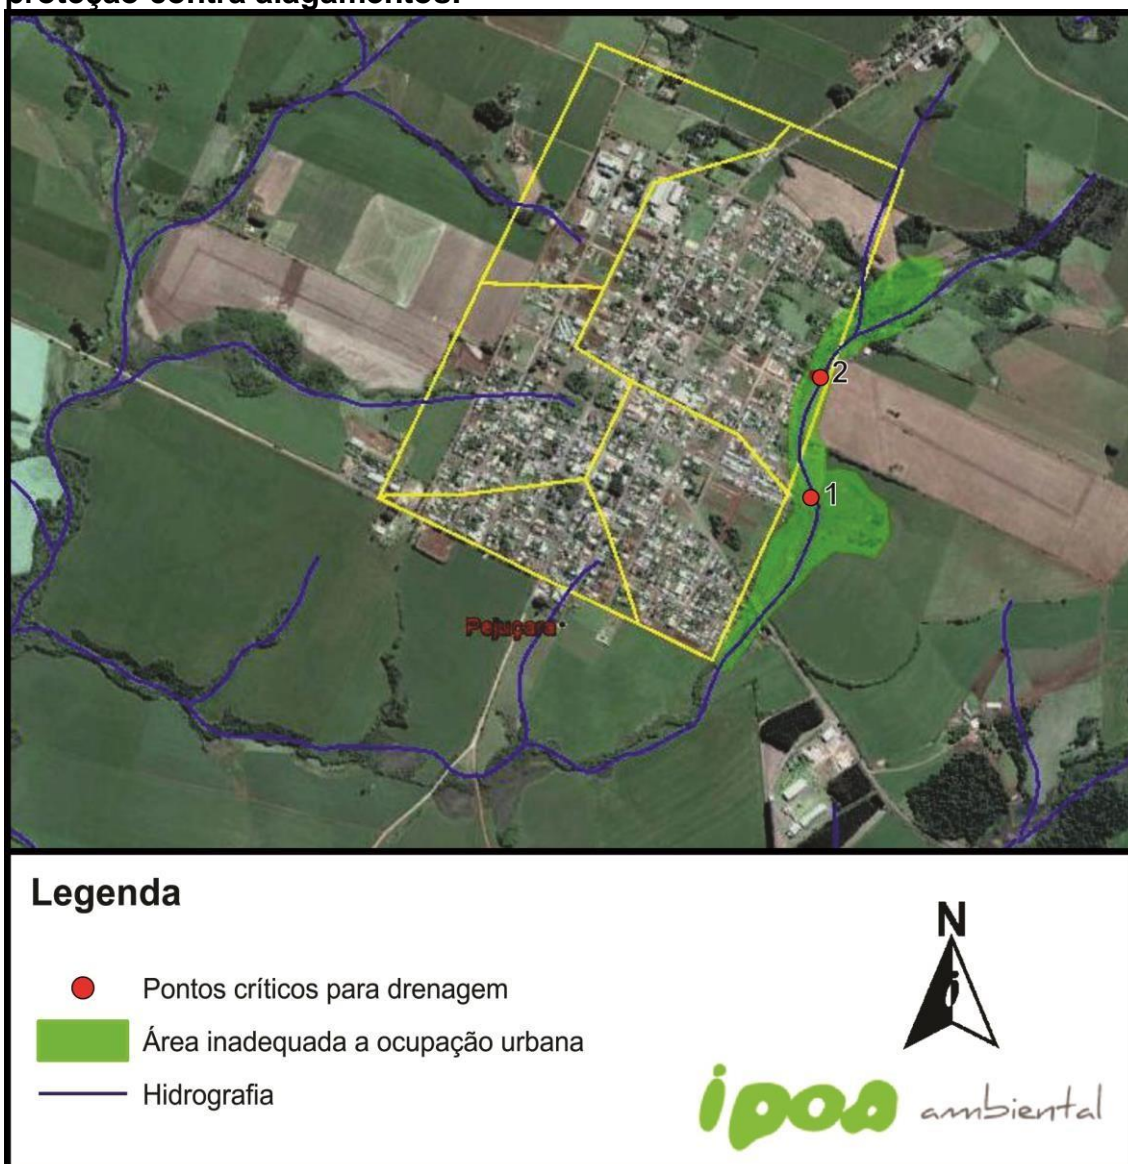 proteção contra alagamentos.
2
1
Pejuçara
Legenda
N
Pontos críticos para drenagem
Área inadequada a ocupação urbana
Hidrografia
ipoa ambiental